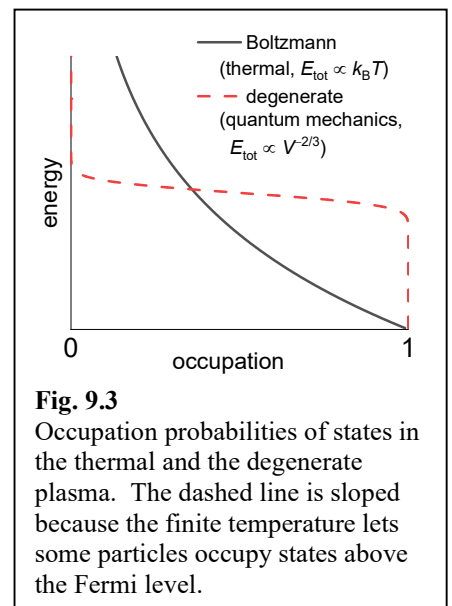 Boltzmann
(thermal, E_tot ∝ k_BT)
degenerate
(quantum mechanics,
E_tot ∝ V^–2/3)
energy
0
1
occupation
Fig. 9.3
Occupation probabilities of states in
the thermal and the degenerate
plasma. The dashed line is sloped
because the finite temperature lets
some particles occupy states above
the Fermi level.